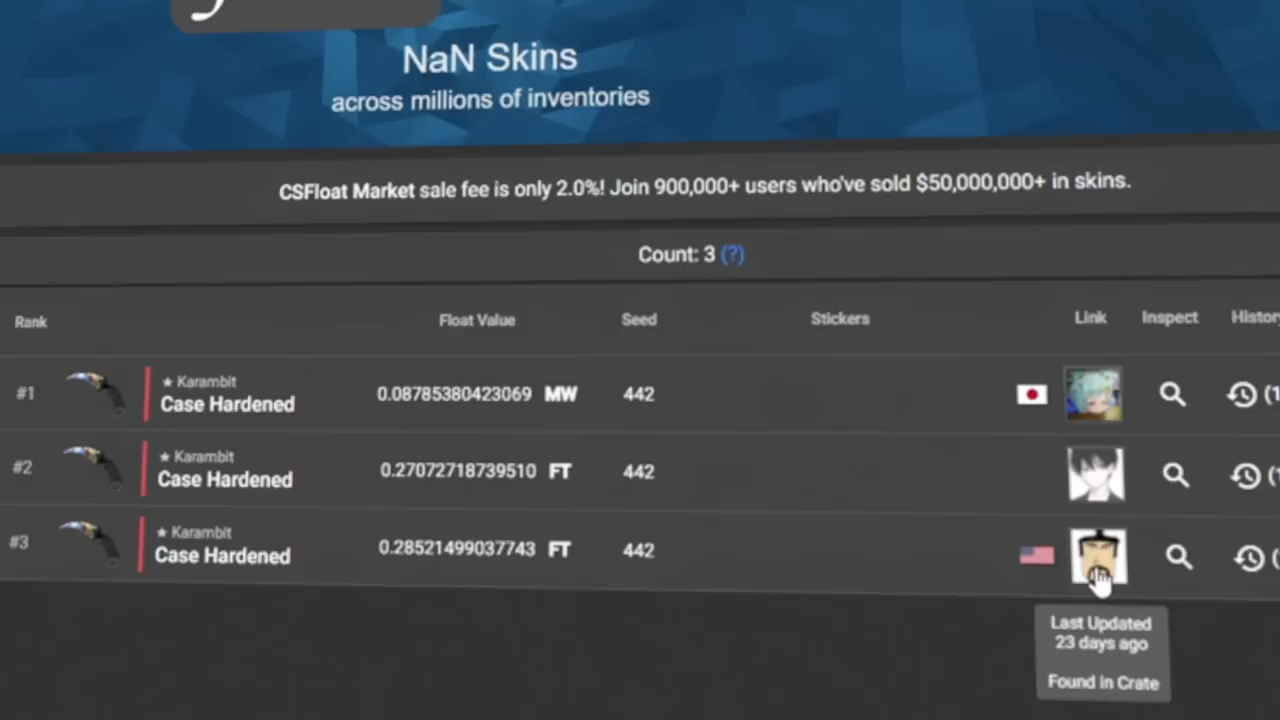 NaN Skins
across millions of inventories
CSFloat Market sale fee is only 2.0%! Join 900,000+ users who've sold $50,000,000+ in skins.
Count: 3 (?)
Rank Float Value Seed Stickers Link Inspect
#1 ★ Karambit
Case Hardened 0.08785380423069 MW 442
#2 ★ Karambit
Case Hardened 0.27072718739510 FT 442
#3 ★ Karambit
Case Hardened 0.28521499037743 FT 442
Last Updated
23 days ago
Found in Crate